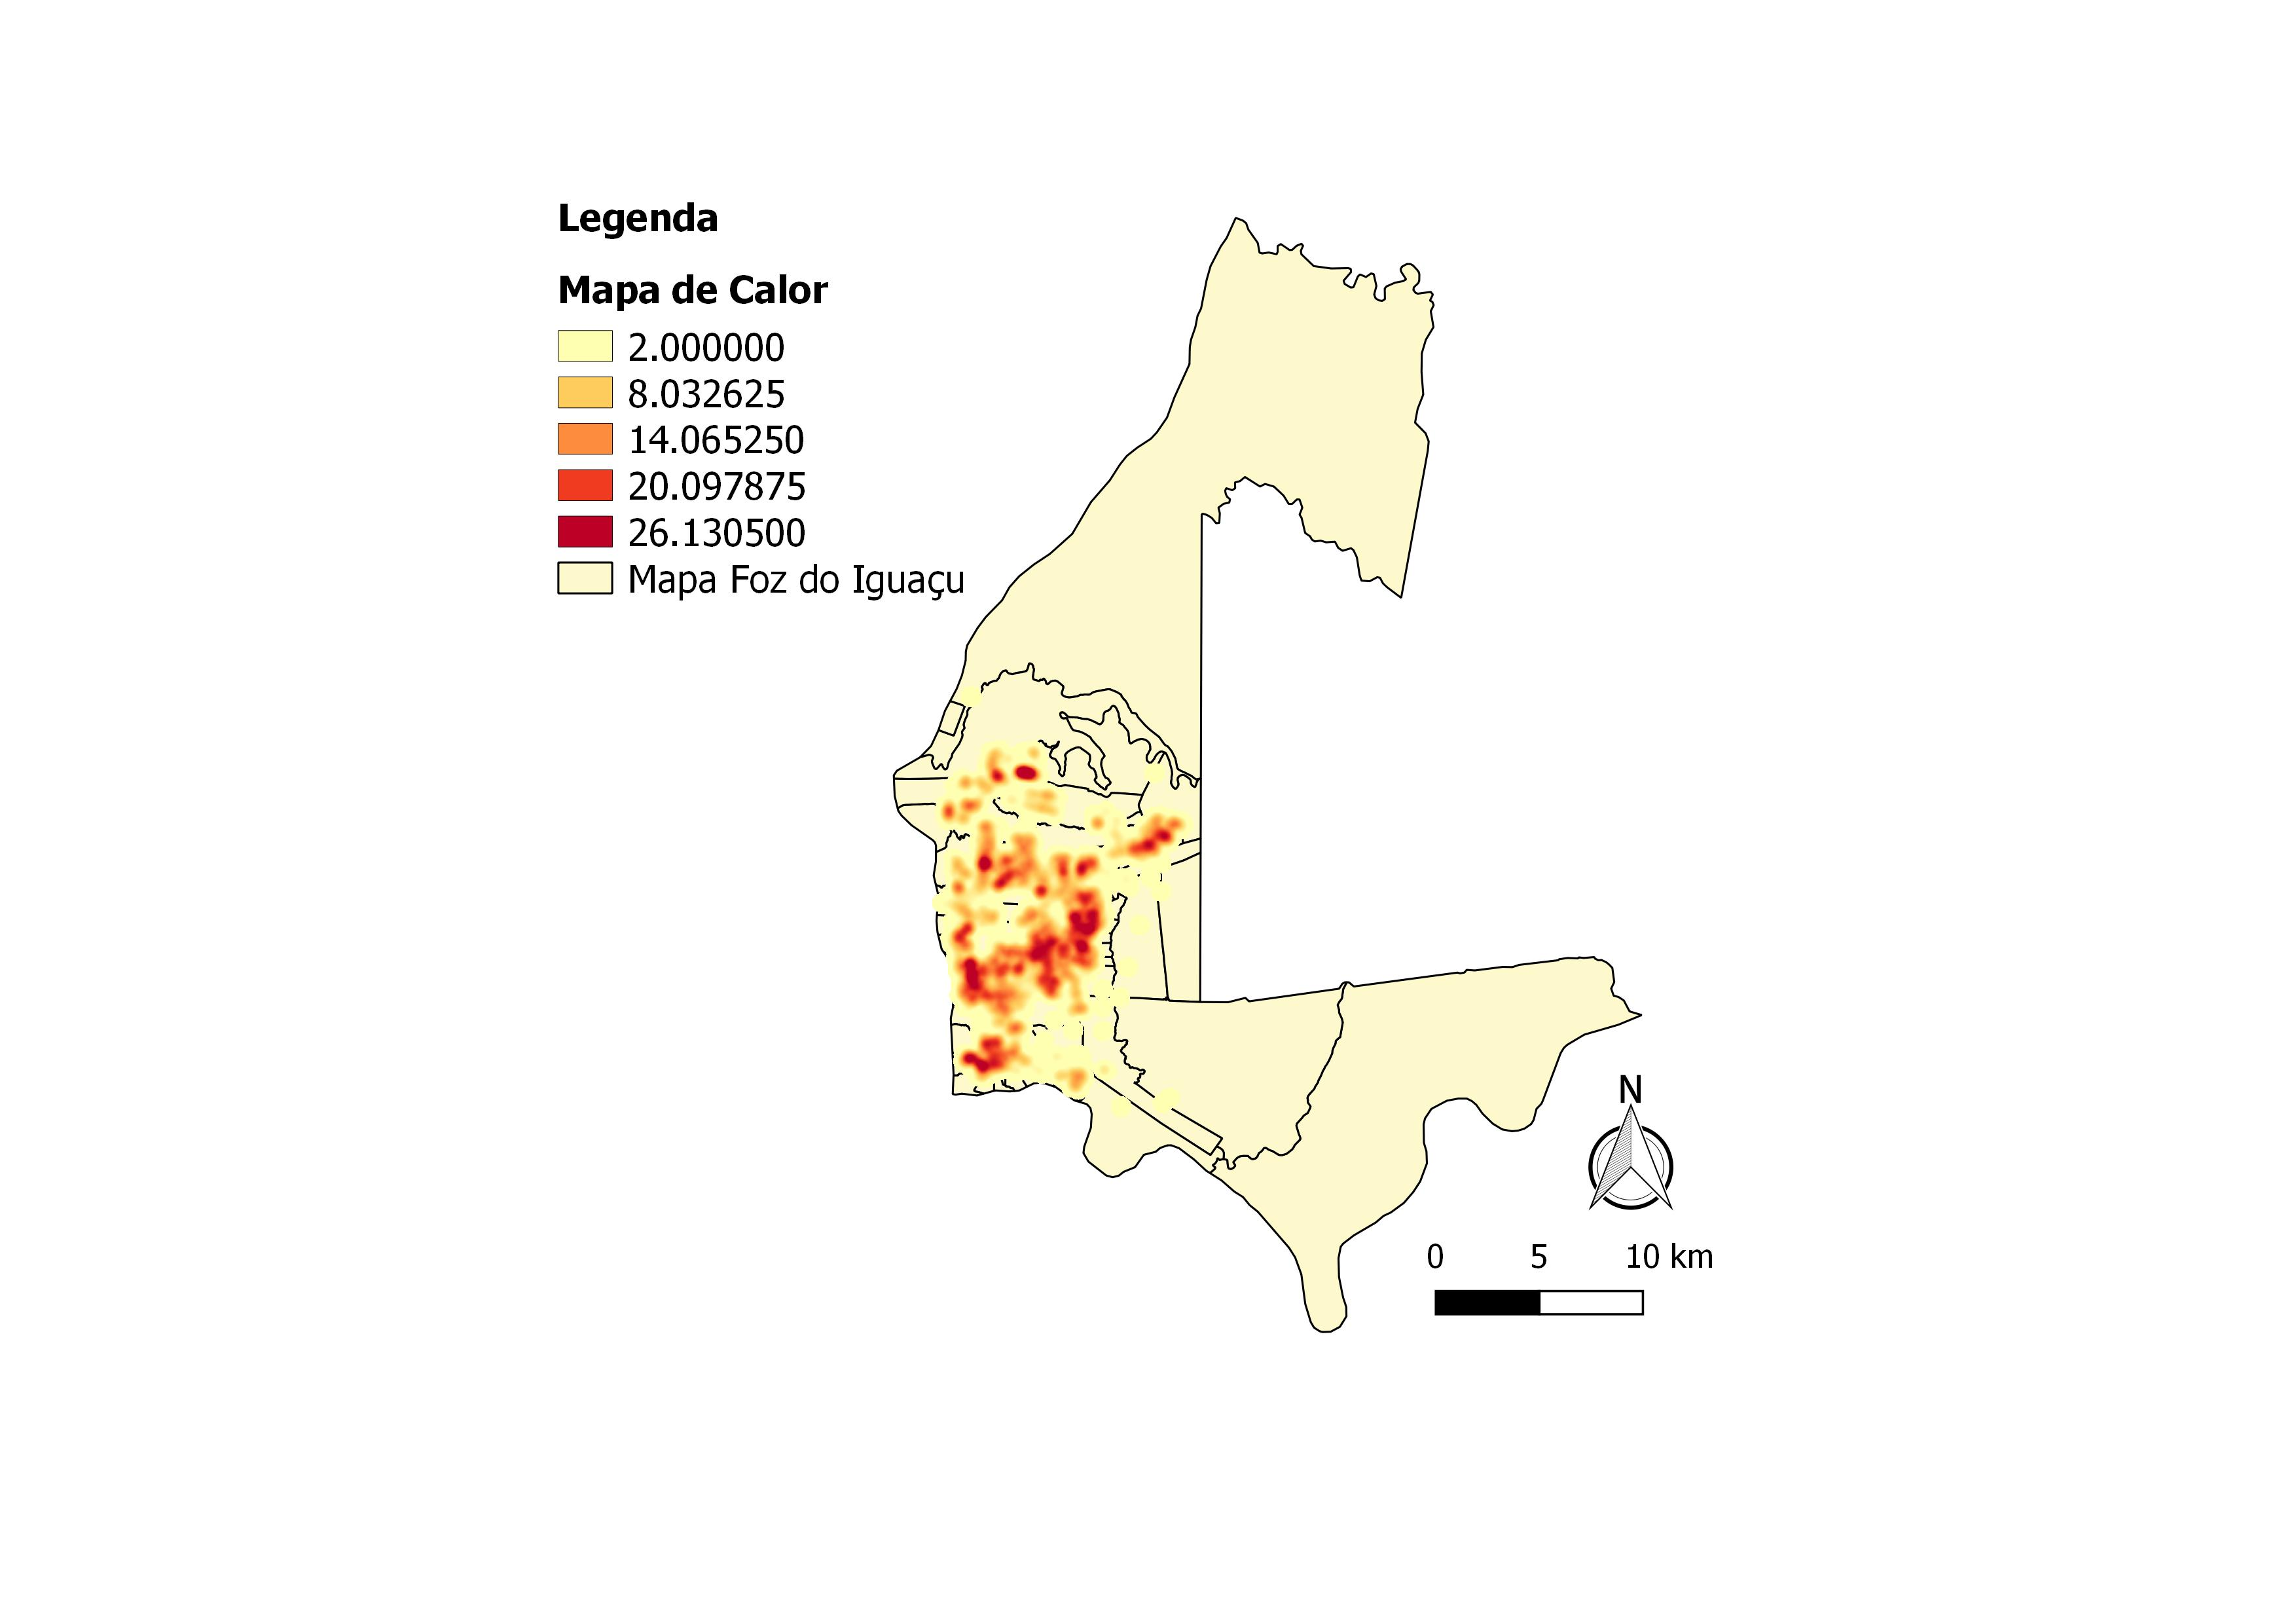 Legenda
Mapa de Calor
2.000000
8.032625
14.065250
20.097875
26.130500
Mapa Foz do Iguaçu
N
0 5 10 km